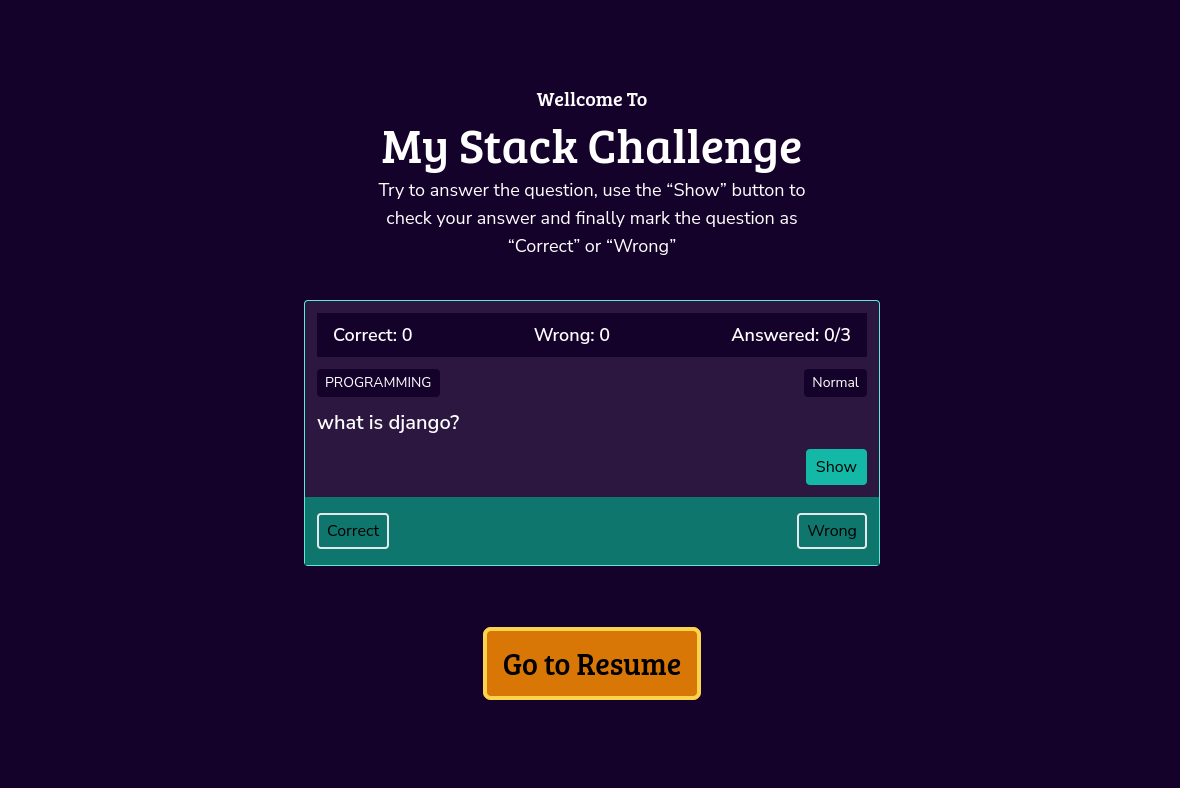 Wellcome To
My Stack Challenge
Try to answer the question, use the “Show” button to
check your answer and finally mark the question as
“Correct” or “Wrong”
Correct: 0 Wrong: 0 Answered: 0/3
PROGRAMMING Normal
what is django?
Show
Correct Wrong
Go to Resume